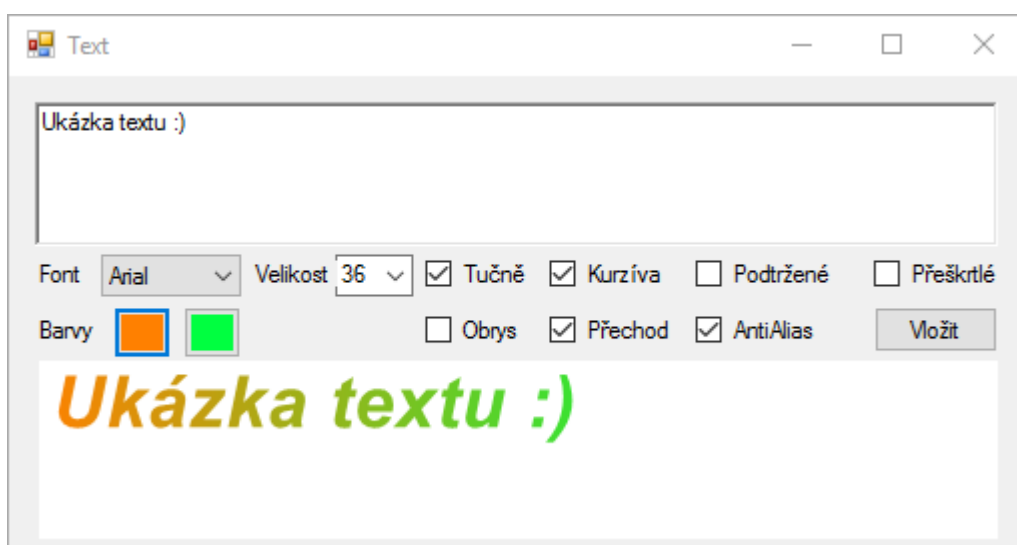 Text
Ukázka textu :)
Font Arial Velikost 36 Tučně Kurzíva Podtržené Přeškrtlé
Barvy Obrys Přechod AntiAlias Vložit
Ukázka textu :)